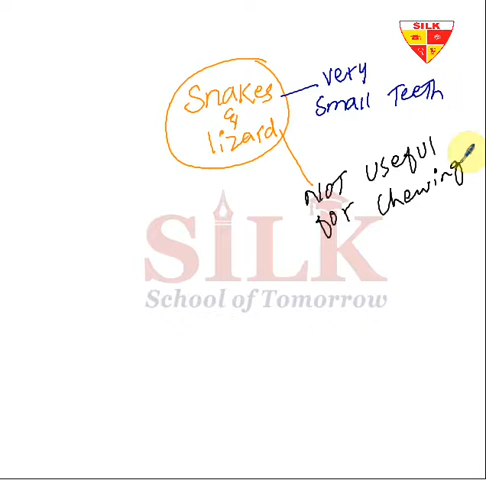 SILK
Snakes
&
lizard
very
Small Teeth
NOT useful
for chewing
SILK
School of Tomorrow